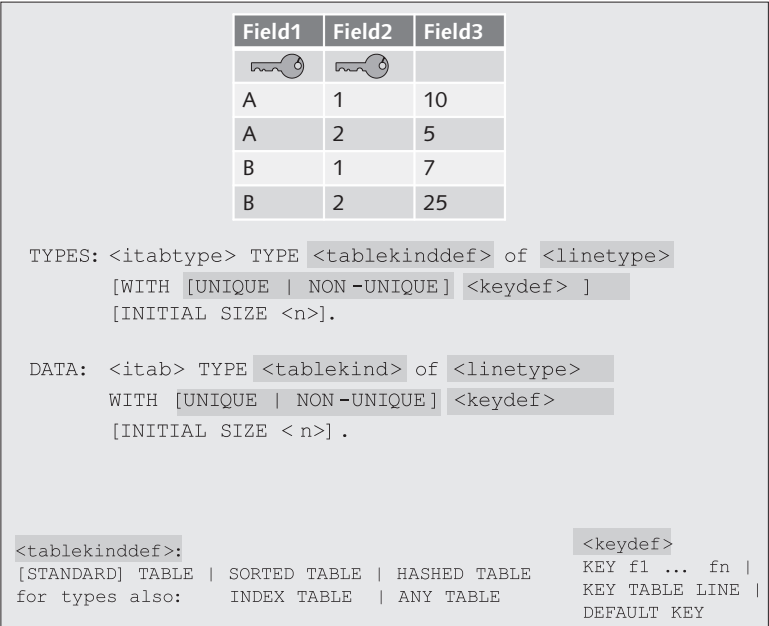 Field1 Field2 Field3
A 1 10
A 2 5
B 1 7
B 2 25
TYPES: <itabtype> TYPE <tablekinddef> of <linetype>
[WITH [UNIQUE | NON-UNIQUE] <keydef> ]
[INITIAL SIZE <n>].
DATA: <itab> TYPE <tablekind> of <linetype>
WITH [UNIQUE | NON-UNIQUE] <keydef>
[INITIAL SIZE < n>] .
<tablekinddef>:
[STANDARD] TABLE | SORTED TABLE | HASHED TABLE
for types also: INDEX TABLE | ANY TABLE
<keydef>
KEY f1 ... fn |
KEY TABLE LINE |
DEFAULT KEY